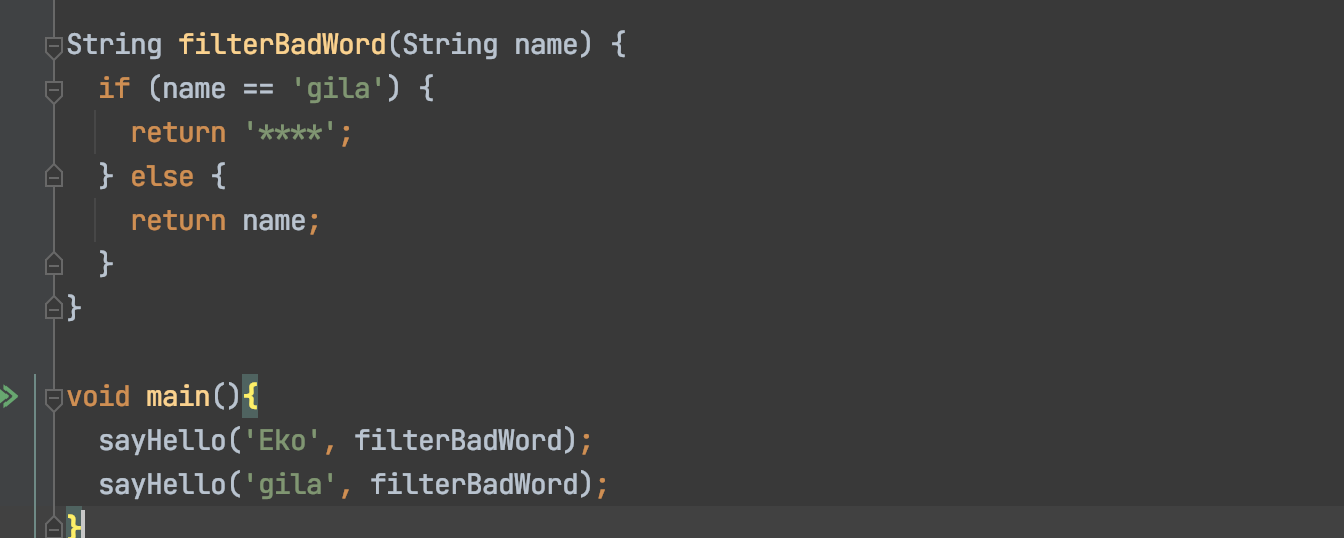 String filterBadWord(String name) {
  if (name == 'gila') {
    return '****';
  } else {
    return name;
  }
}

void main(){
  sayHello('Eko', filterBadWord);
  sayHello('gila', filterBadWord);
}